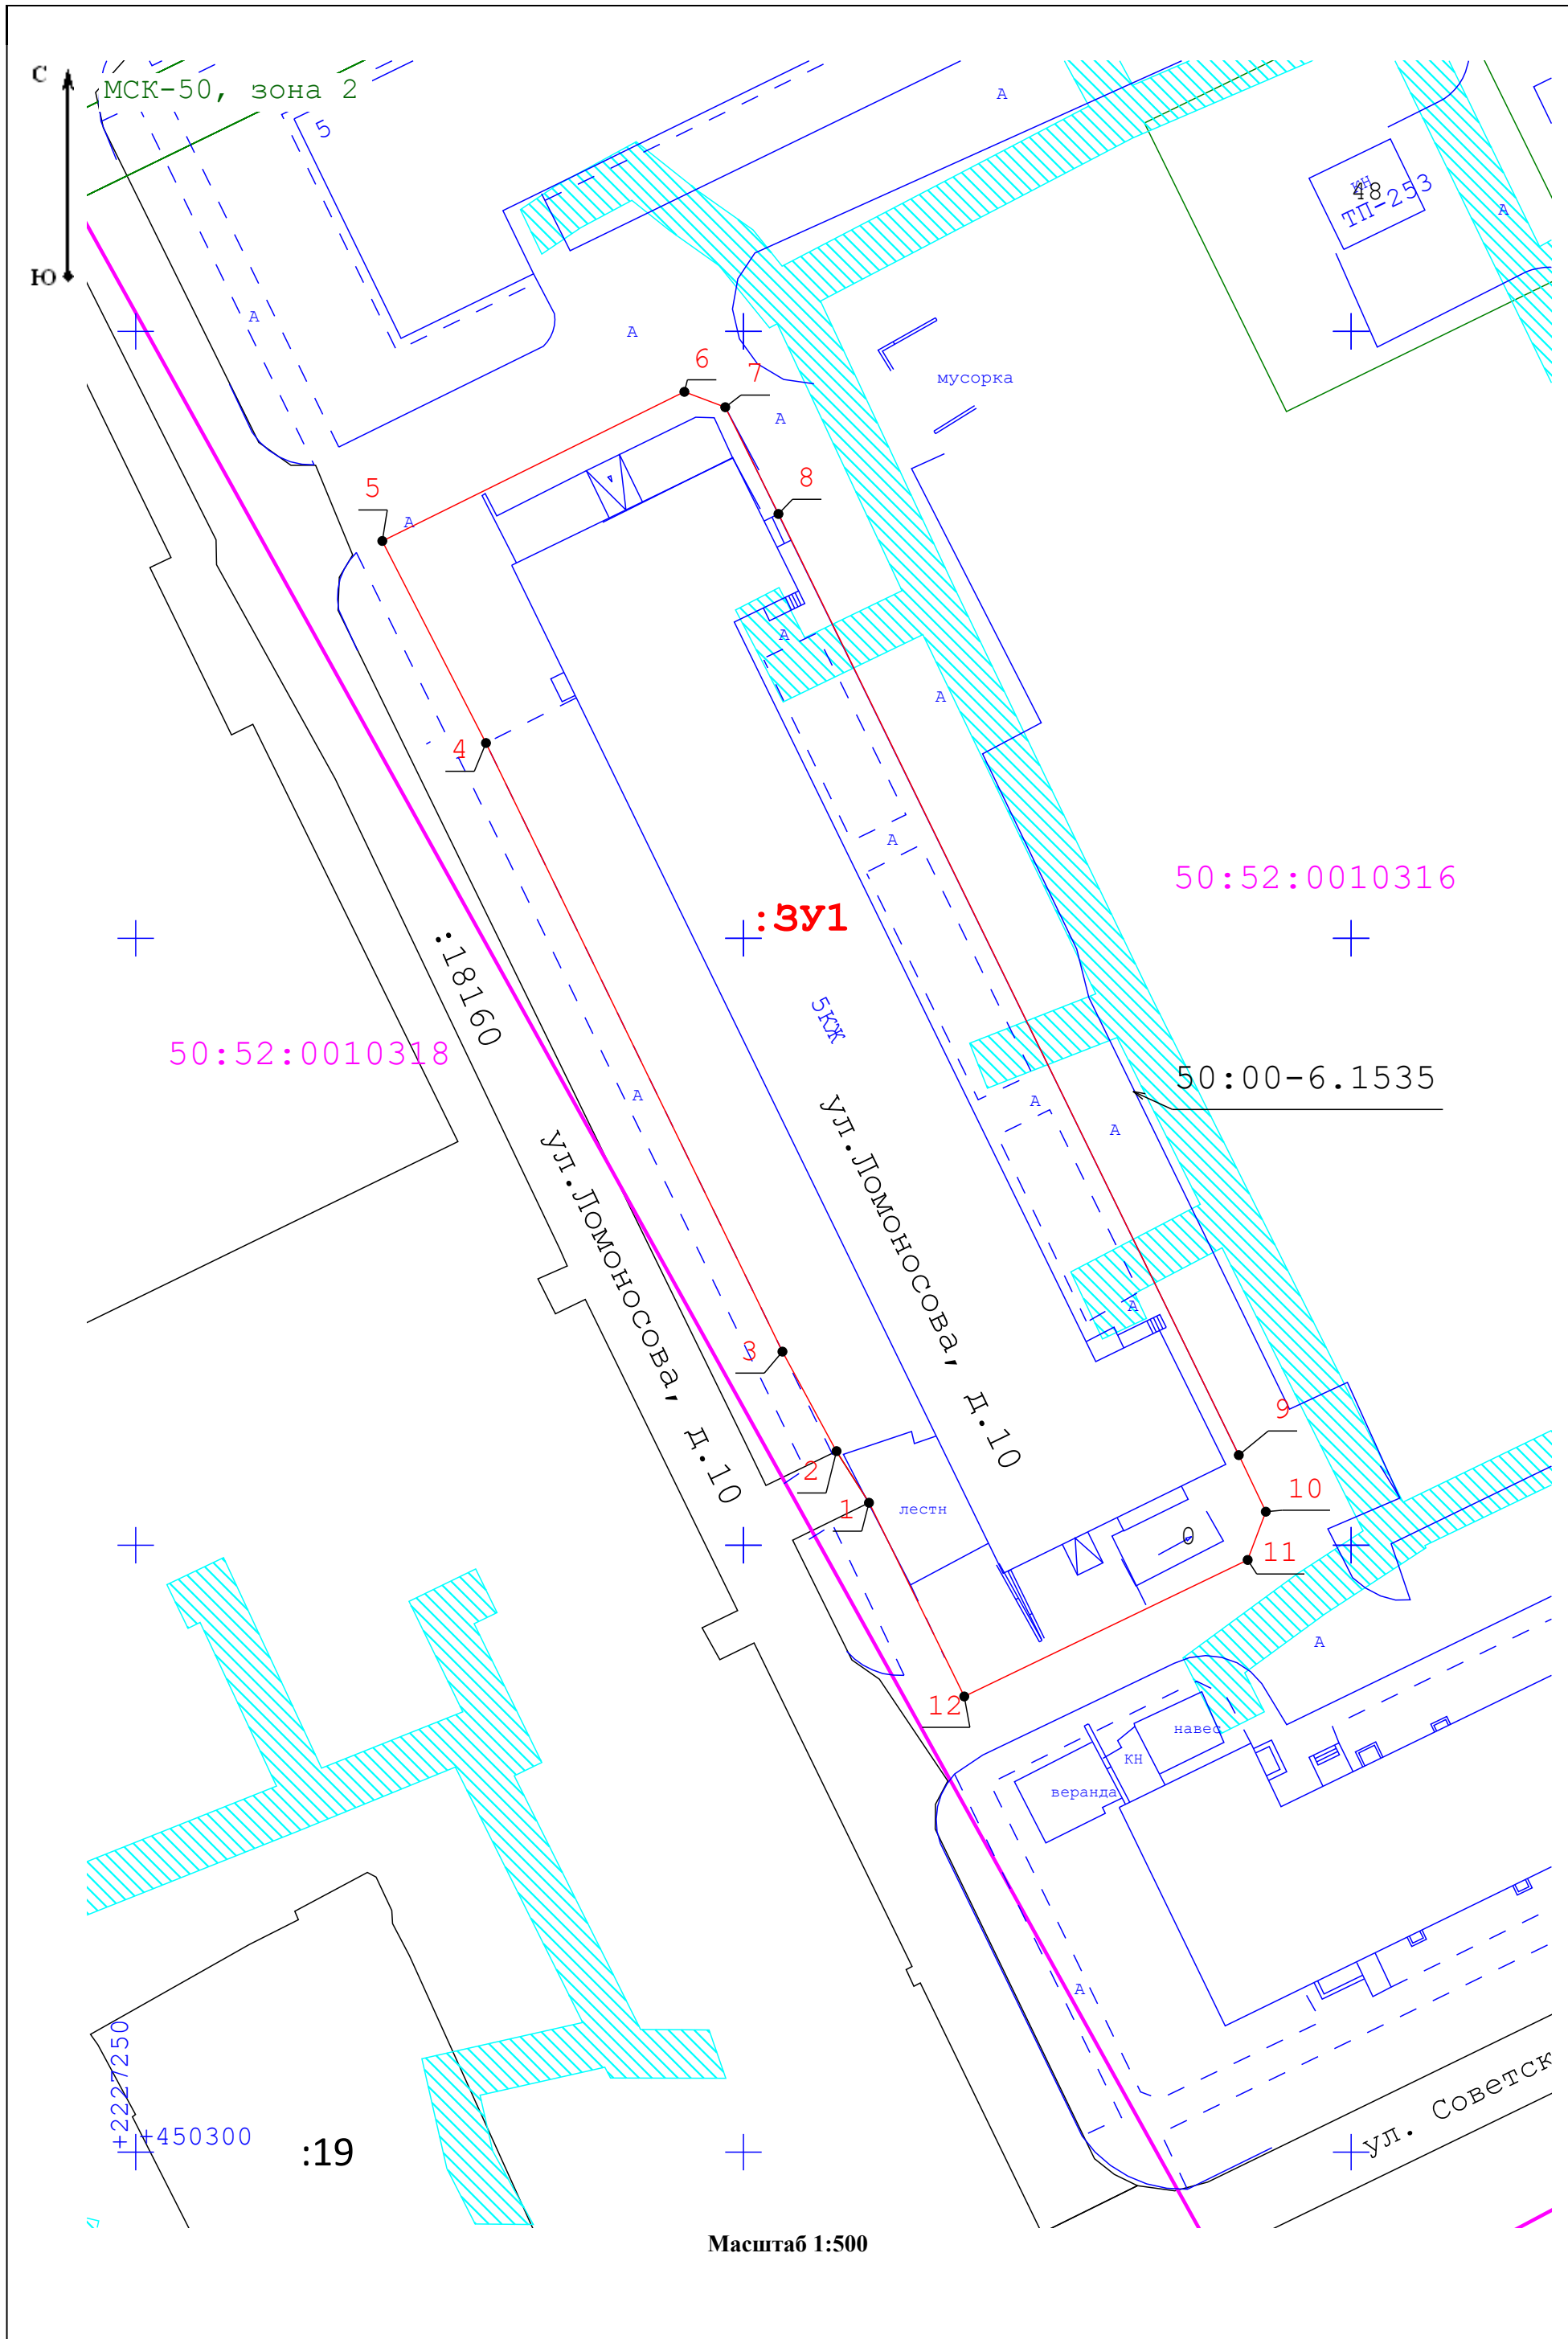 С
МСК-50, зона 2
5
А
48
кн
ТП-253
А
Ю
А
А
6
мусорка
7
А
8
5
А
А
А
4
А
50:52:0010316
:ЗУ1
:18160
5КЖ
50:52:0010318
50:00-6.1535
А
А
А
ул.Ломоносова, д.10
ул.Ломоносова, д.10
А
3
9
2
10
1
лестн
0
11
А
12
навес
КН
веранда
А
+2227250
+450300
:19
ул. Советск
Масштаб 1:500